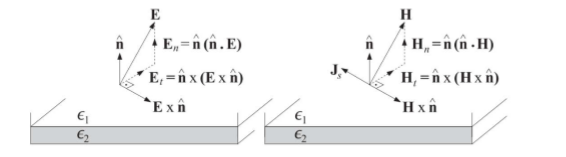 E
n̂
E_n = n̂ (n̂ . E)
E_t = n̂ x (E x n̂)
E x n̂
ϵ_1
ϵ_2
H
n̂
H_n = n̂ (n̂ . H)
J_s
H_t = n̂ x (H x n̂)
H x n̂
ϵ_1
ϵ_2